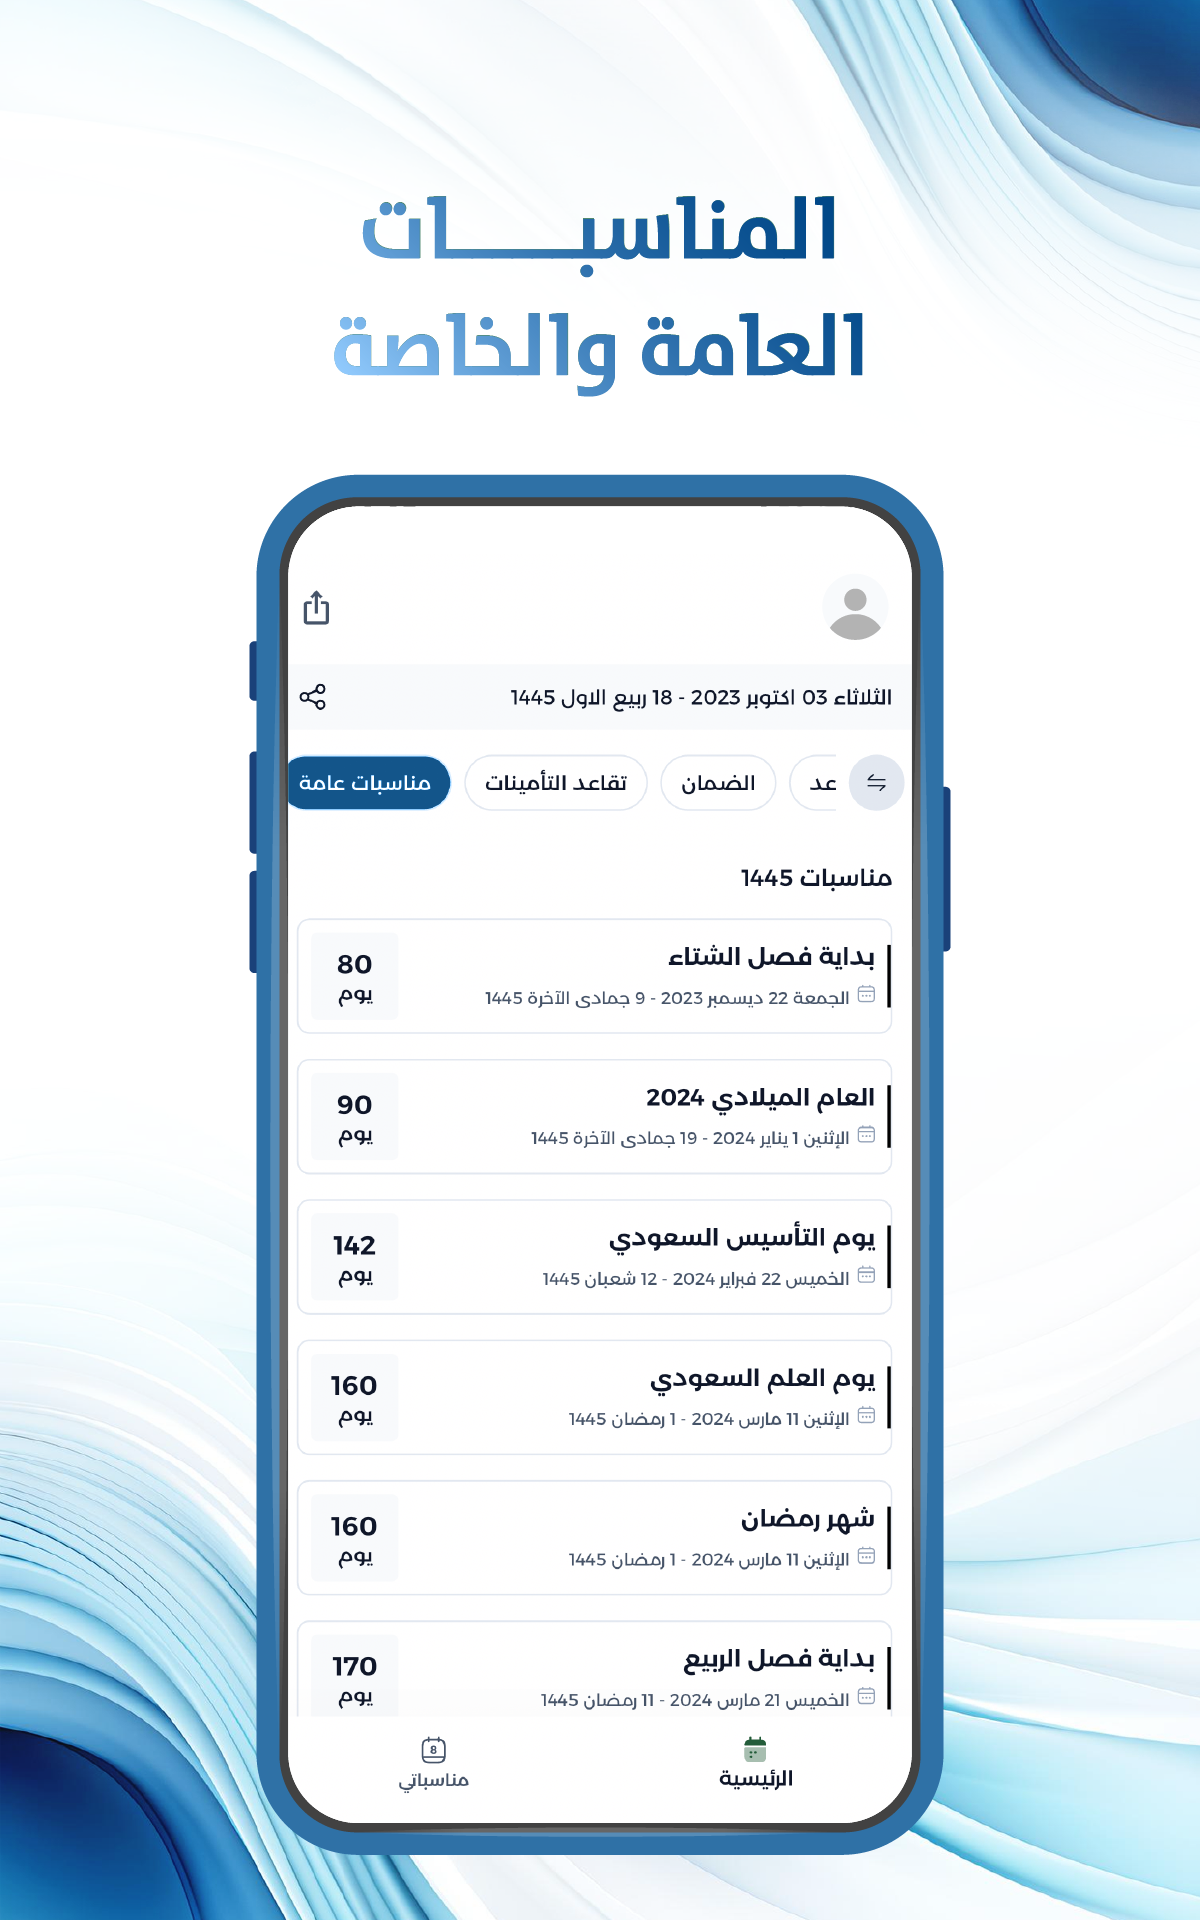 المناسبــــات
العامة والخاصة
الثلاثاء 03 اكتوبر 2023 - 18 ربيع الاول 1445
عد
الضمان
تقاعد التأمينات
مناسبات عامة
مناسبات 1445
بداية فصل الشتاء
الجمعة 22 ديسمبر 2023 - 9 جمادى الآخرة 1445
80
يوم
العام الميلادي 2024
الإثنين 1 يناير 2024 - 19 جمادى الآخرة 1445
90
يوم
يوم التأسيس السعودي
الخميس 22 فبراير 2024 - 12 شعبان 1445
142
يوم
يوم العلم السعودي
الإثنين 11 مارس 2024 - 1 رمضان 1445
160
يوم
شهر رمضان
الإثنين 11 مارس 2024 - 1 رمضان 1445
160
يوم
بداية فصل الربيع
الخميس 21 مارس 2024 - 11 رمضان 1445
170
يوم
الرئيسية
8
مناسباتي